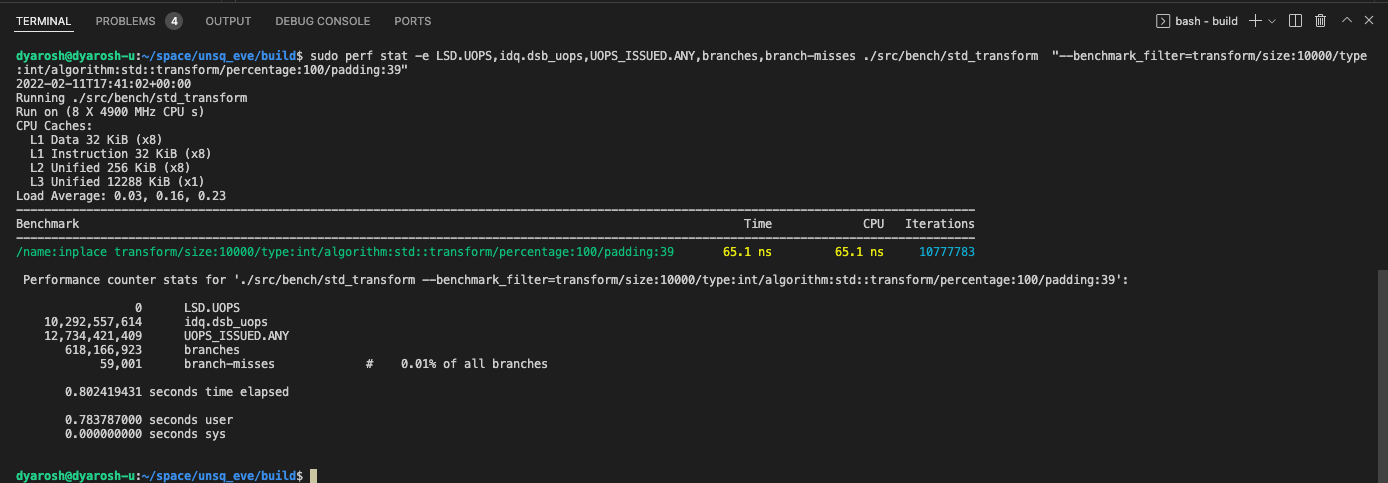 TERMINAL PROBLEMS 4 OUTPUT DEBUG CONSOLE PORTS bash - build
dyarosh@dyarosh-u:~/space/unsq_eve/build$ sudo perf stat -e LSD.UOPS,idq.dsb_uops,UOPS_ISSUED.ANY,branches,branch-misses ./src/bench/std_transform  "--benchmark_filter=transform/size:10000/type
:int/algorithm:std::transform/percentage:100/padding:39"
2022-02-11T17:41:02+00:00
Running ./src/bench/std_transform
Run on (8 X 4900 MHz CPU s)
CPU Caches:
  L1 Data 32 KiB (x8)
  L1 Instruction 32 KiB (x8)
  L2 Unified 256 KiB (x8)
  L3 Unified 12288 KiB (x1)
Load Average: 0.03, 0.16, 0.23
Benchmark Time CPU Iterations
/name:inplace transform/size:10000/type:int/algorithm:std::transform/percentage:100/padding:39 65.1 ns 65.1 ns 10777783
Performance counter stats for './src/bench/std_transform --benchmark_filter=transform/size:10000/type:int/algorithm:std::transform/percentage:100/padding:39':
0 LSD.UOPS
10,292,557,614 idq.dsb_uops
12,734,421,409 UOPS_ISSUED.ANY
618,166,923 branches
59,001 branch-misses # 0.01% of all branches
0.802419431 seconds time elapsed
0.783787000 seconds user
0.000000000 seconds sys
dyarosh@dyarosh-u:~/space/unsq_eve/build$